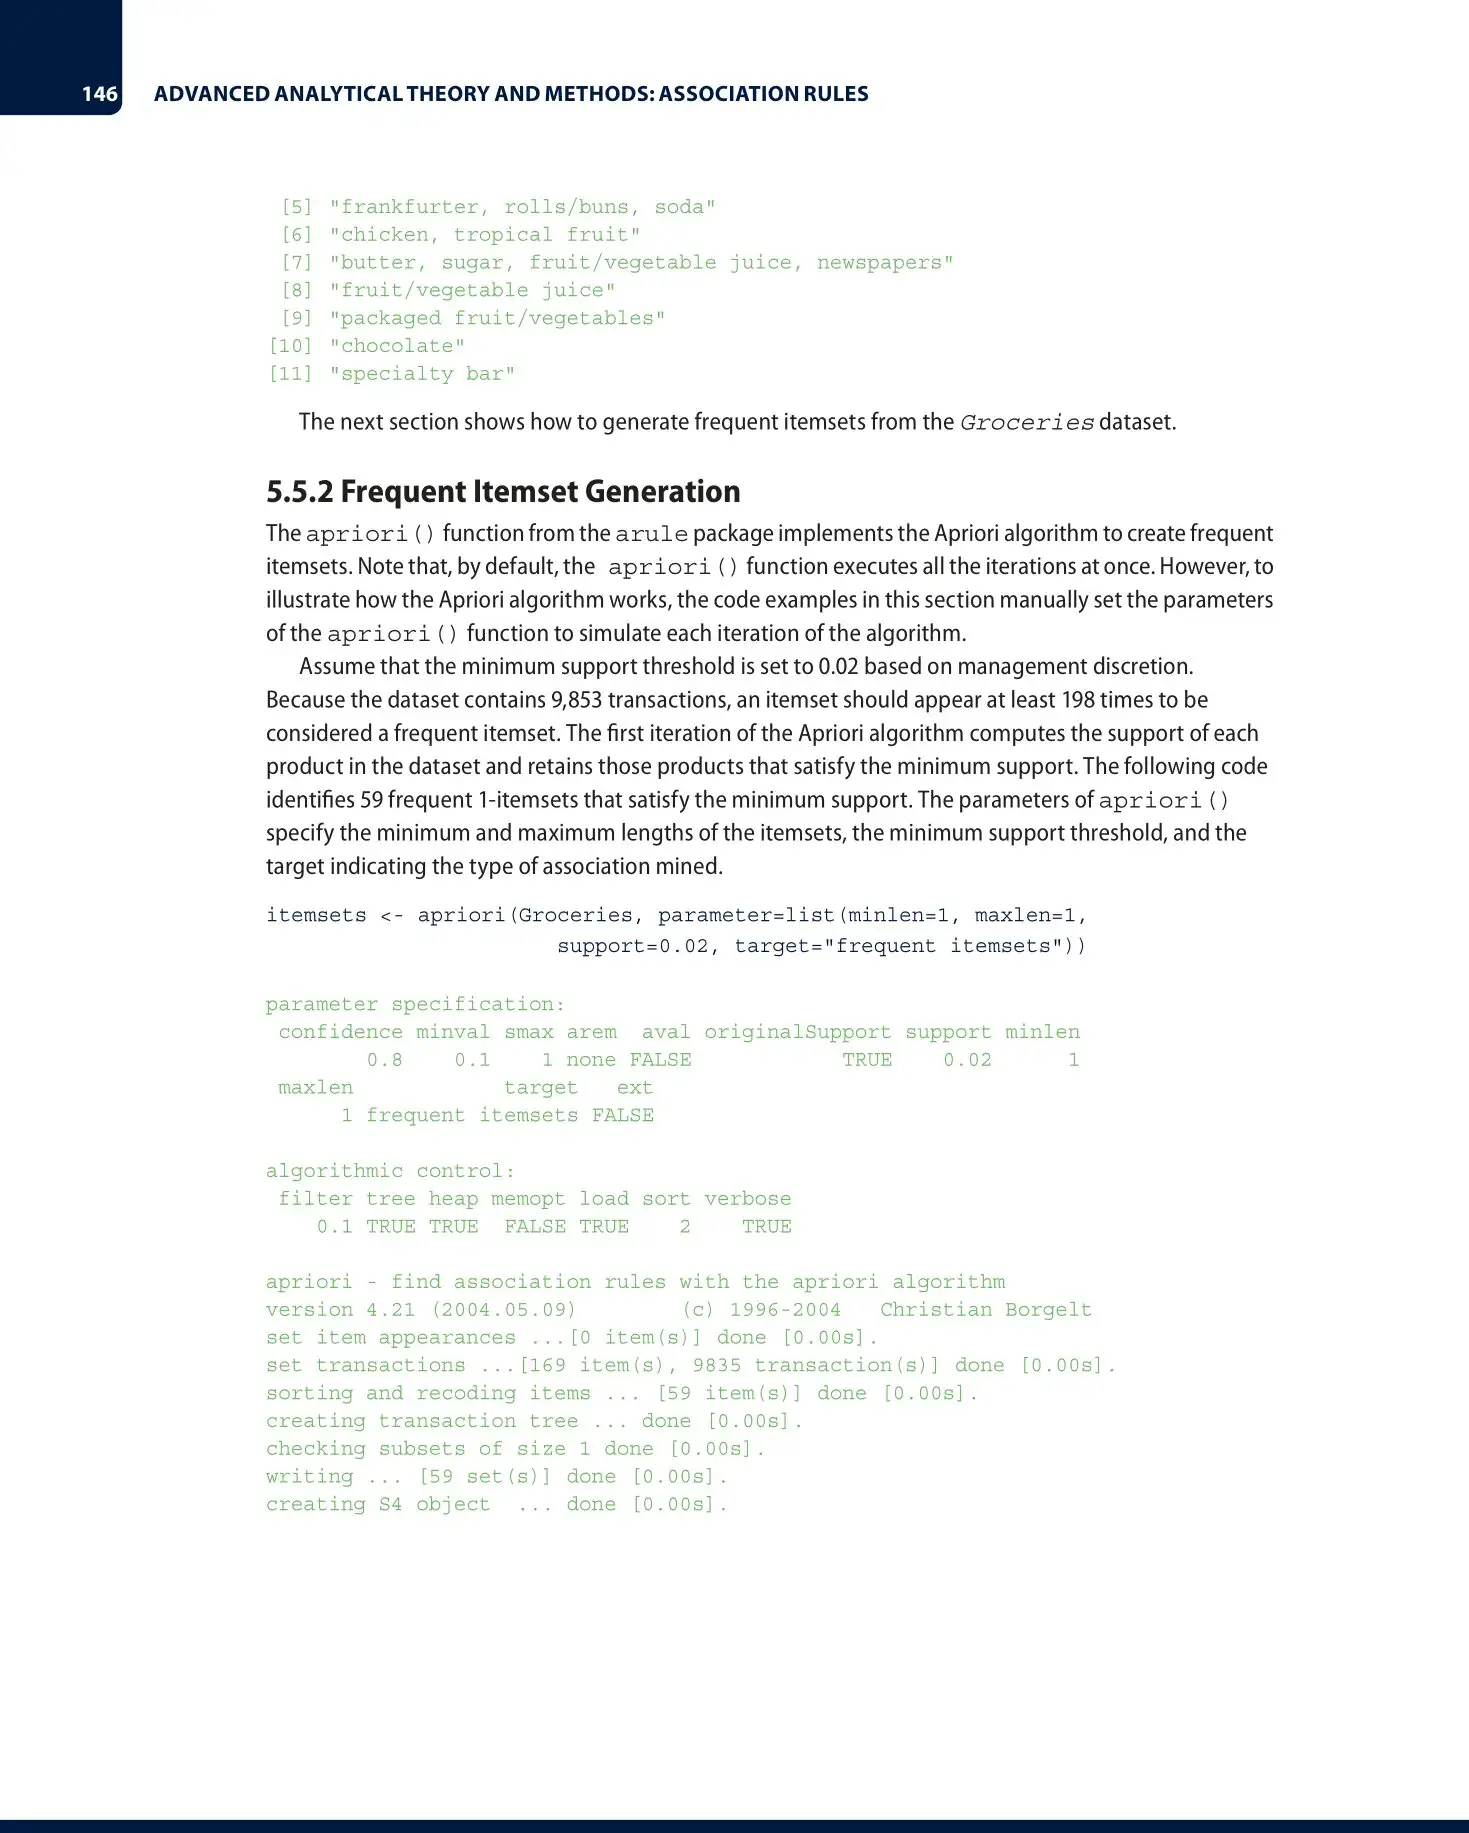 146 ADVANCED ANALYTICAL THEORY AND METHODS: ASSOCIATION RULES
[5] "frankfurter, rolls/buns, soda"
[6] "chicken, tropical fruit"
[7] "butter, sugar, fruit/vegetable juice, newspapers"
[8] "fruit/vegetable juice"
[9] "packaged fruit/vegetables"
[10] "chocolate"
[11] "specialty bar"
The next section shows how to generate frequent itemsets from the Groceries dataset.
5.5.2 Frequent Itemset Generation
The apriori() function from the arule package implements the Apriori algorithm to create frequent
itemsets. Note that, by default, the apriori() function executes all the iterations at once. However, to
illustrate how the Apriori algorithm works, the code examples in this section manually set the parameters
of the apriori() function to simulate each iteration of the algorithm.
Assume that the minimum support threshold is set to 0.02 based on management discretion.
Because the dataset contains 9,853 transactions, an itemset should appear at least 198 times to be
considered a frequent itemset. The first iteration of the Apriori algorithm computes the support of each
product in the dataset and retains those products that satisfy the minimum support. The following code
identifies 59 frequent 1-itemsets that satisfy the minimum support. The parameters of apriori()
specify the minimum and maximum lengths of the itemsets, the minimum support threshold, and the
target indicating the type of association mined.
itemsets <- apriori(Groceries, parameter=list(minlen=1, maxlen=1,
support=0.02, target="frequent itemsets"))
parameter specification:
confidence minval smax arem aval originalSupport support minlen
0.8 0.1 1 none FALSE TRUE 0.02 1
maxlen target ext
1 frequent itemsets FALSE
algorithmic control:
filter tree heap memopt load sort verbose
0.1 TRUE TRUE FALSE TRUE 2 TRUE
apriori - find association rules with the apriori algorithm
version 4.21 (2004.05.09) (c) 1996-2004 Christian Borgelt
set item appearances ...[0 item(s)] done [0.00s].
set transactions ...[169 item(s), 9835 transaction(s)] done [0.00s].
sorting and recoding items ... [59 item(s)] done [0.00s].
creating transaction tree ... done [0.00s].
checking subsets of size 1 done [0.00s].
writing ... [59 set(s)] done [0.00s].
creating S4 object ... done [0.00s].